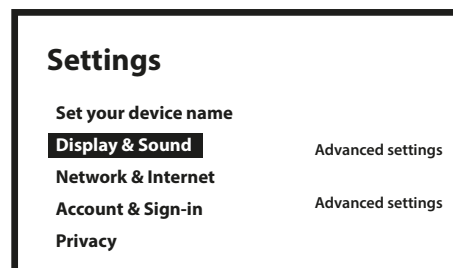 Settings
Set your device name
Display & Sound
Advanced settings
Network & Internet
Account & Sign-in
Advanced settings
Privacy